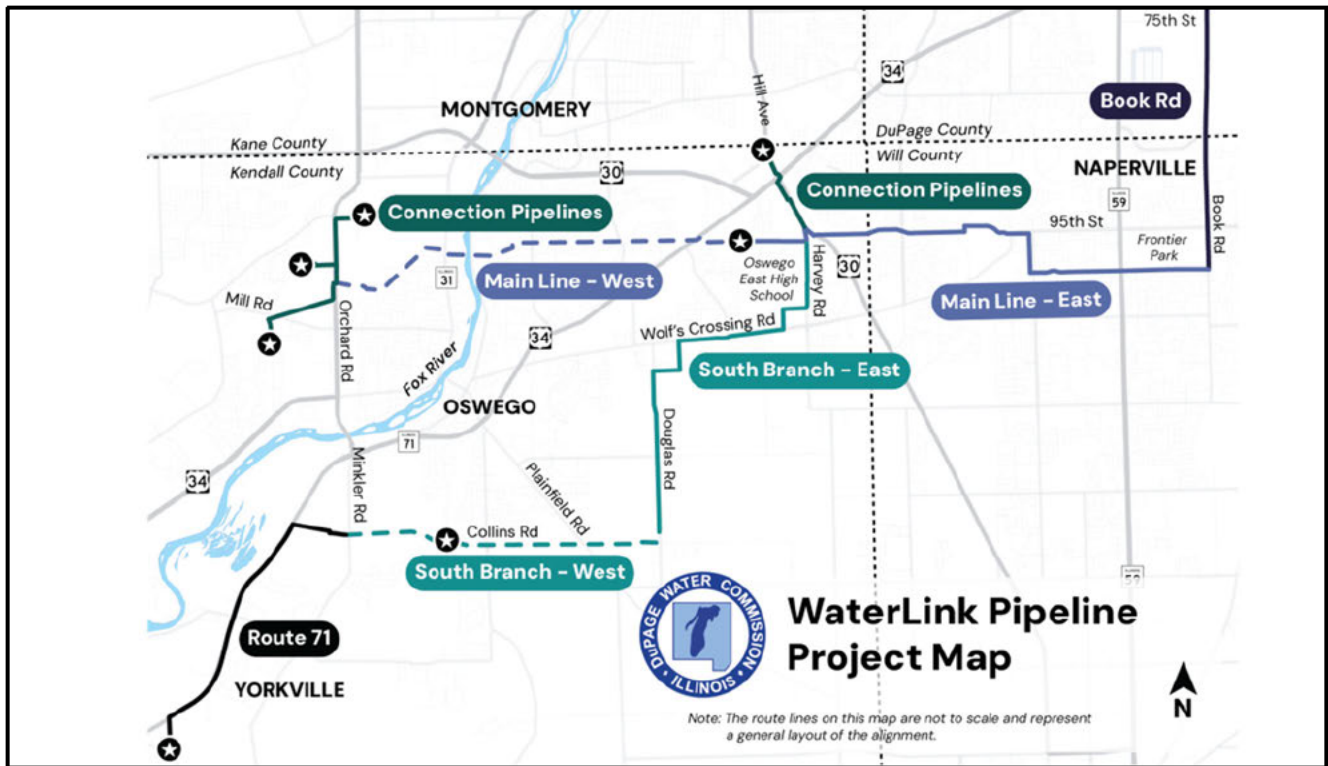 75th St
34
Hill Ave
MONTGOMERY
Book Rd
Kane County
DuPage County
Kendall County
Will County
30
NAPERVILLE
Connection Pipelines
ILLINOIS
59
Connection Pipelines
Book Rd
95th St
Frontier
Park
Harvey Rd
30
Oswego
East High
School
ILLINOIS
31
Main Line – West
Main Line – East
Mill Rd
Orchard Rd
Wolf's Crossing Rd
34
Fox River
South Branch – East
OSWEGO
ILLINOIS
71
Douglas Rd
Minkler Rd
Plainfield Rd
34
Collins Rd
South Branch – West
59
DUPAGE WATER COMMISSION
ILLINOIS
WaterLink Pipeline
Project Map
Route 71
YORKVILLE
N
Note: The route lines on this map are not to scale and represent
a general layout of the alignment.